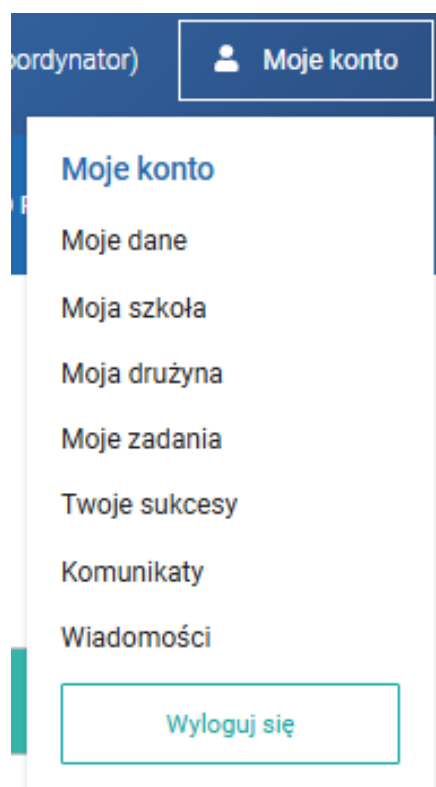 oordynator)
Moje konto
Moje konto
Moje dane
Moja szkoła
Moja drużyna
Moje zadania
Twoje sukcesy
Komunikaty
Wiadomości
Wyloguj się